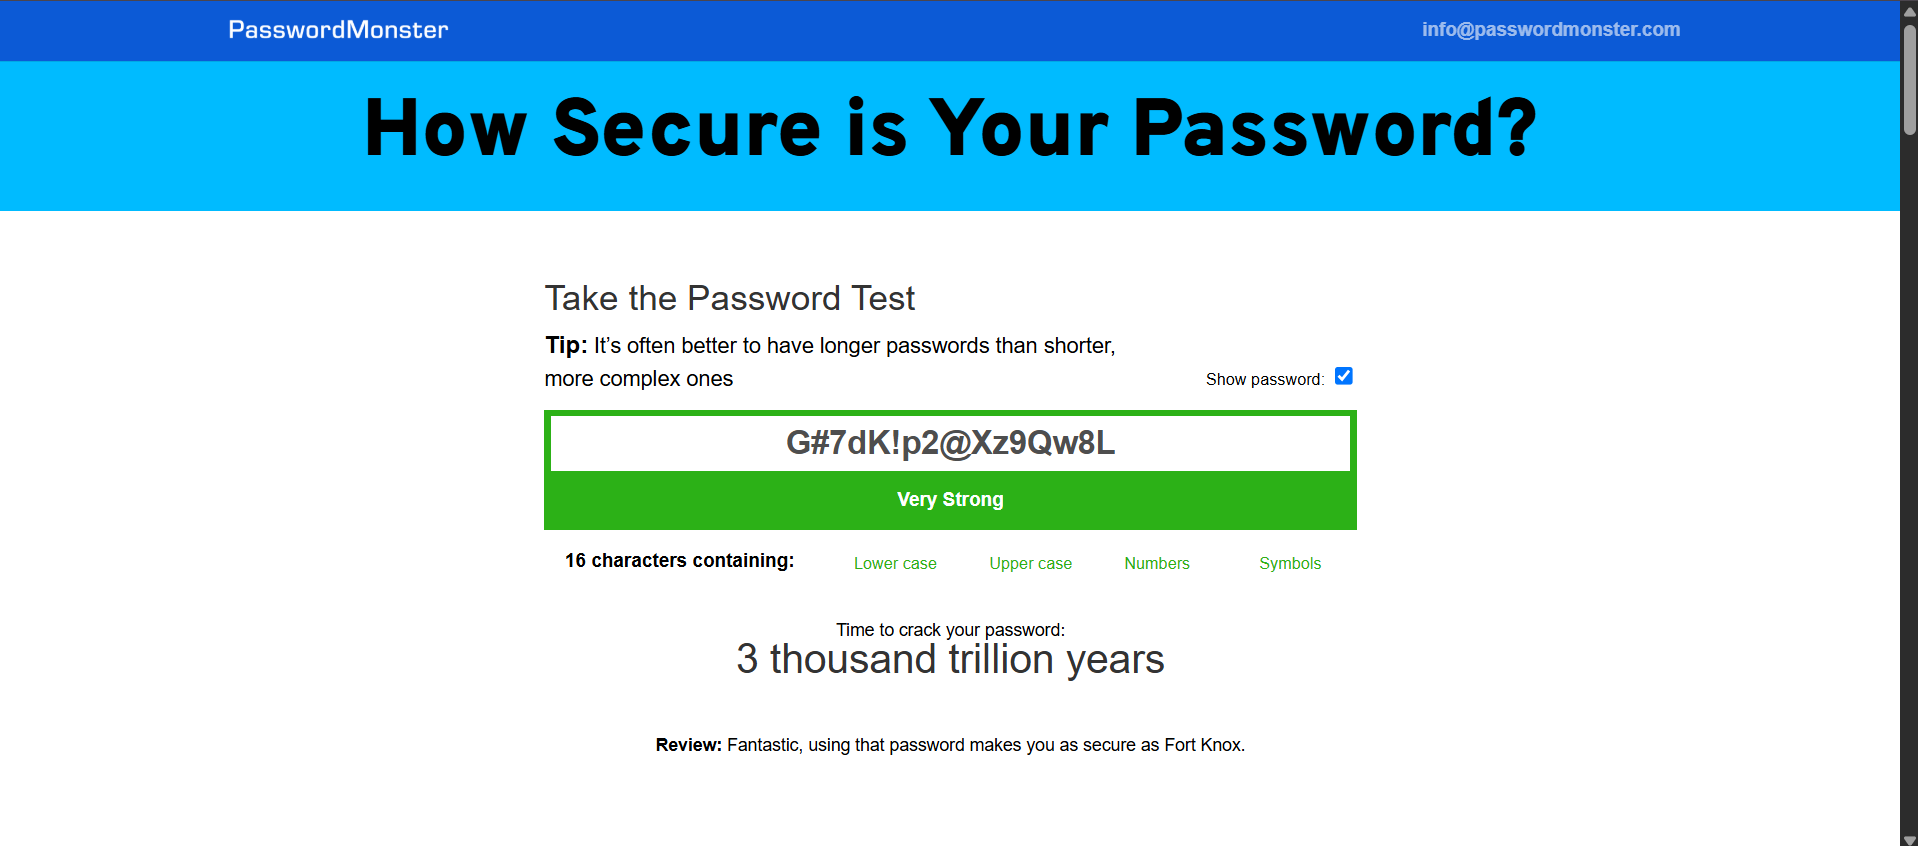 PasswordMonster
info@passwordmonster.com
How Secure is Your Password?
Take the Password Test
Tip: It’s often better to have longer passwords than shorter,
more complex ones
Show password:
G#7dK!p2@Xz9Qw8L
Very Strong
16 characters containing:
Lower case
Upper case
Numbers
Symbols
Time to crack your password:
3 thousand trillion years
Review: Fantastic, using that password makes you as secure as Fort Knox.